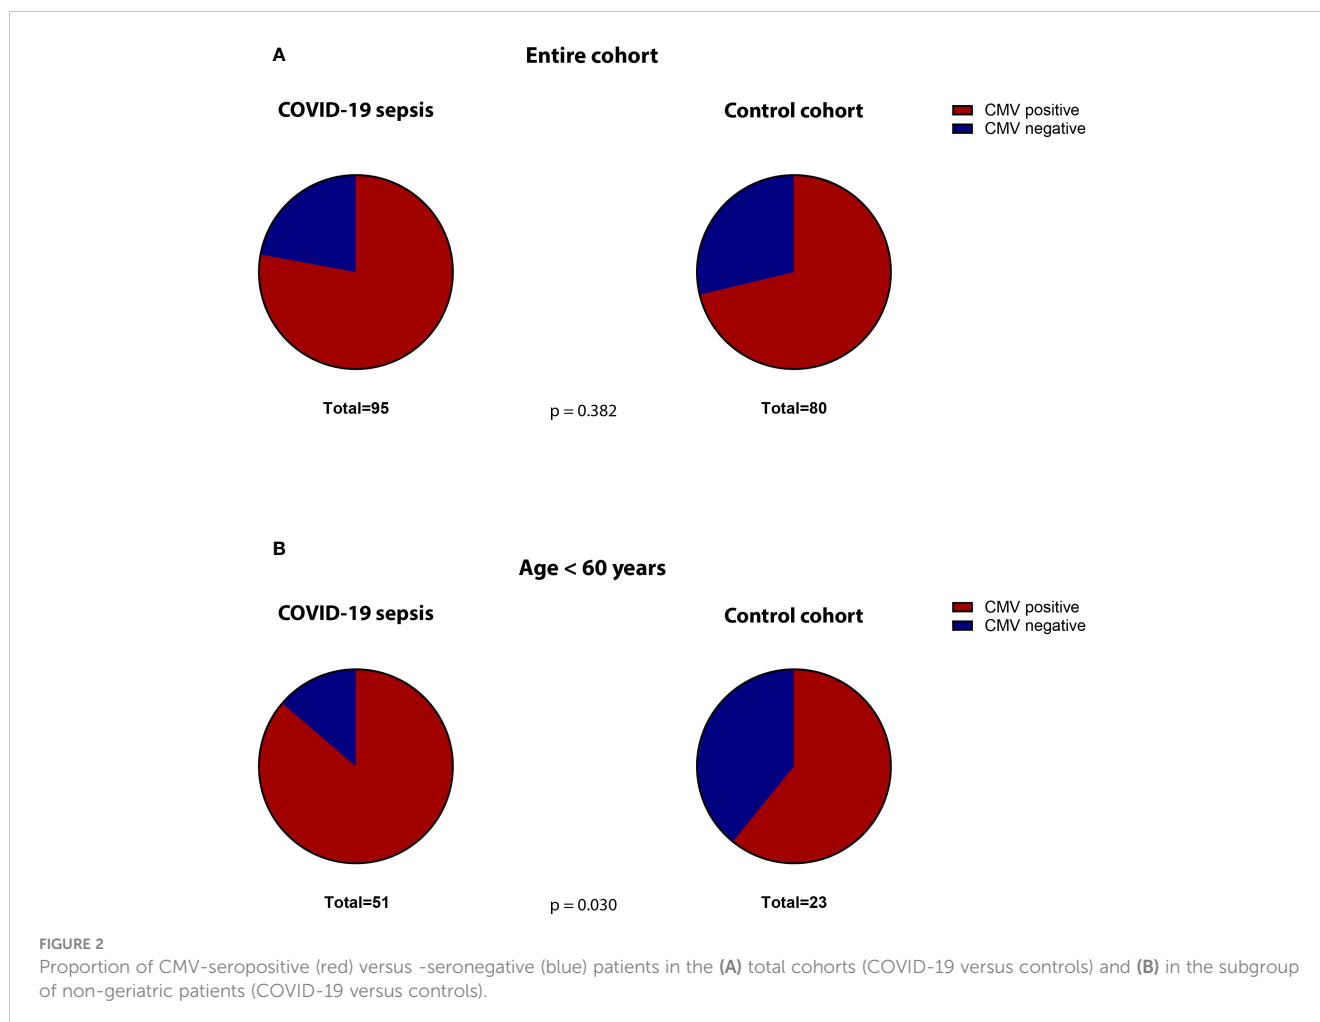 A
Entire cohort
COVID-19 sepsis
Control cohort
CMV positive
CMV negative
Total=95
p = 0.382
Total=80
B
Age < 60 years
COVID-19 sepsis
Control cohort
CMV positive
CMV negative
Total=51
p = 0.030
Total=23
FIGURE 2
Proportion of CMV-seropositive (red) versus -seronegative (blue) patients in the (A) total cohorts (COVID-19 versus controls) and (B) in the subgroup
of non-geriatric patients (COVID-19 versus controls).